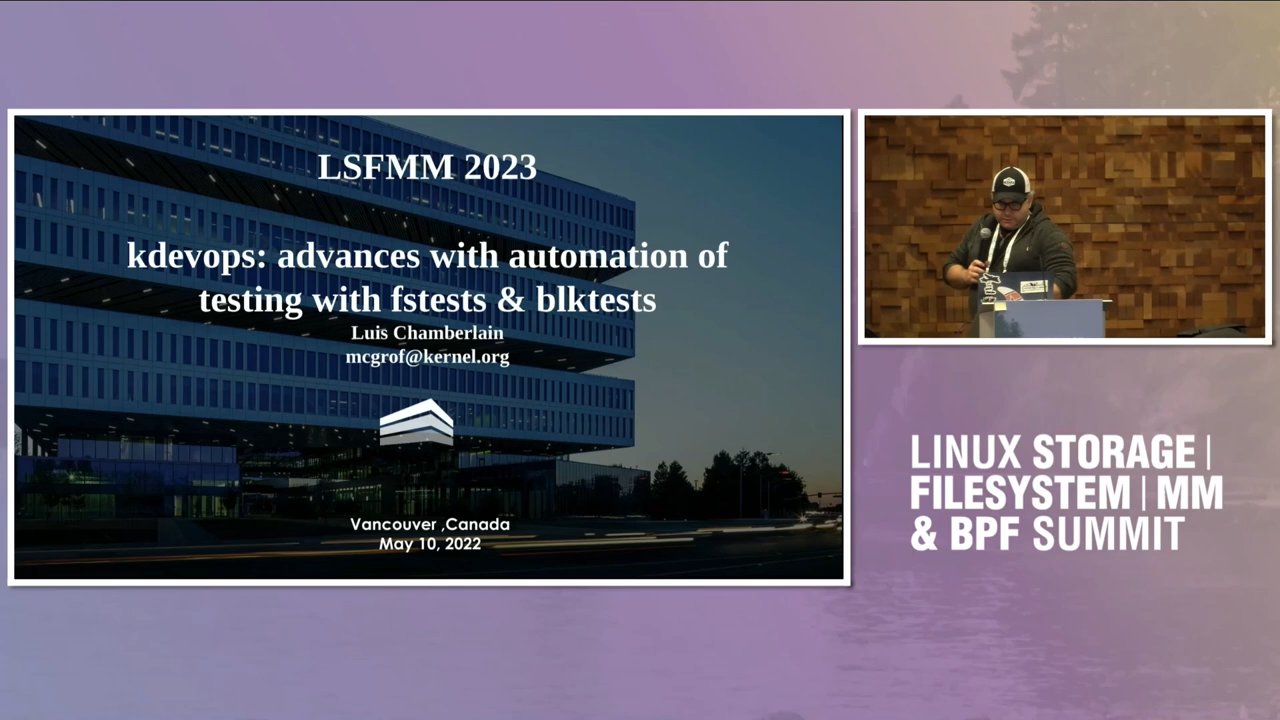 LSFMM 2023
kdevops: advances with automation of
testing with fstests & blktests
Luis Chamberlain
mcgrof@kernel.org
Vancouver ,Canada
May 10, 2022
LINUX STORAGE |
FILESYSTEM | MM
& BPF SUMMIT